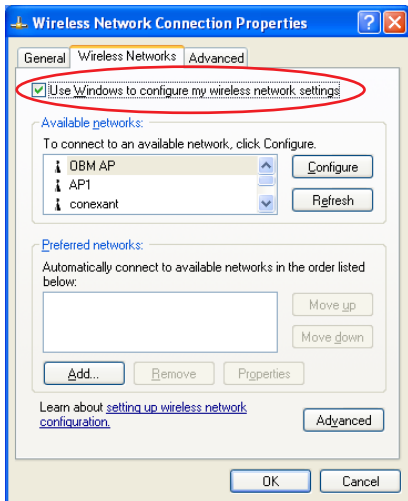 Wireless Network Connection Properties
General Wireless Networks Advanced
Use Windows to configure my wireless network settings
Available networks:
To connect to an available network, click Configure.
OBM AP
AP1
conexant
Configure
Refresh
Preferred networks:
Automatically connect to available networks in the order listed
below:
Move up
Move down
Add... Remove Properties
Learn about setting up wireless network
configuration.
Advanced
OK Cancel